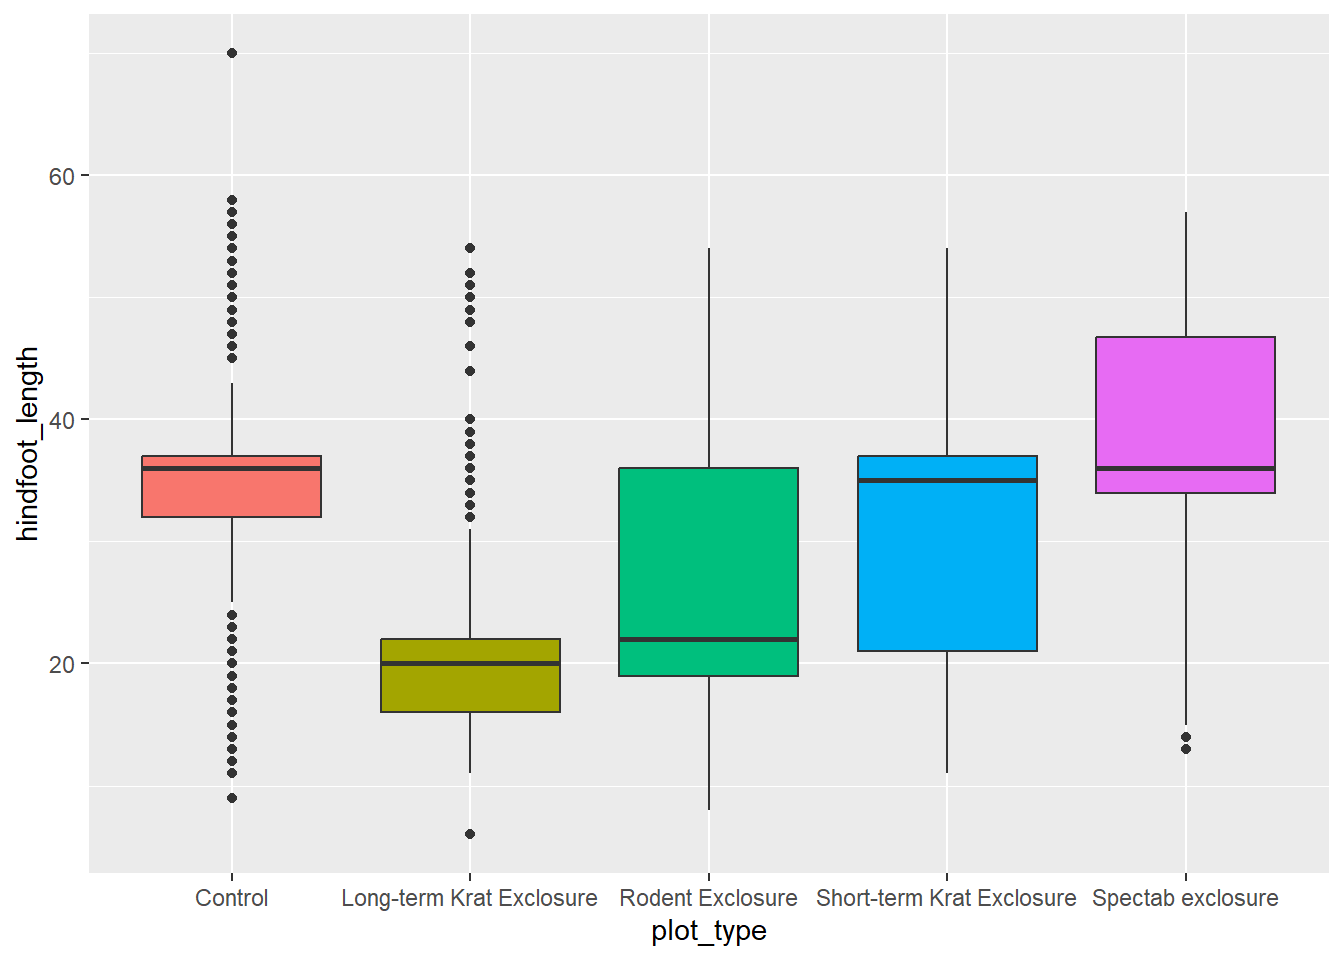 hindfoot_length
60
40
20
Control
Long-term Krat Exclosure
Rodent Exclosure
Short-term Krat Exclosure
Spectab exclosure
plot_type